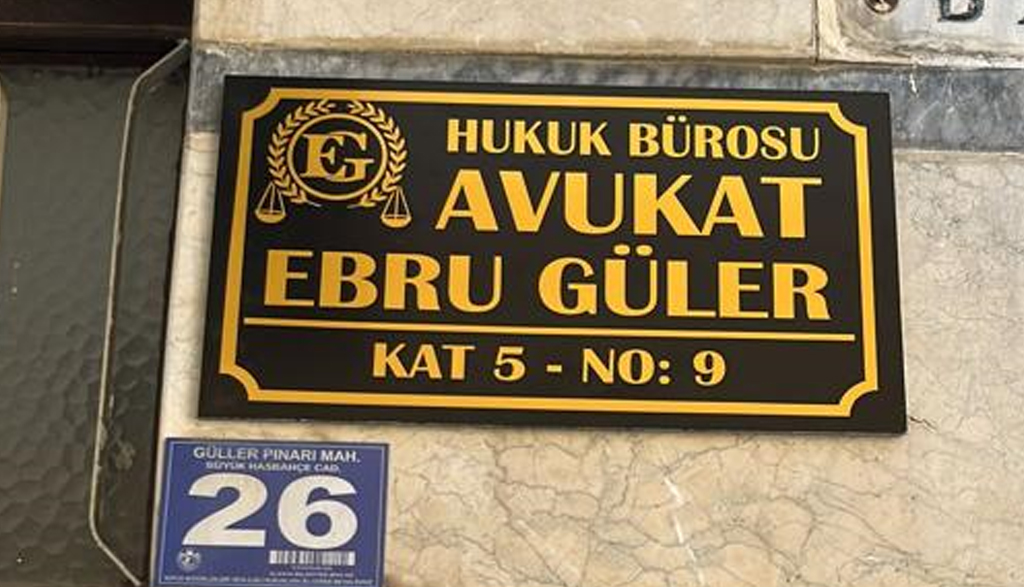 EG
HUKUK BÜROSU
AVUKAT
EBRU GÜLER
KAT 5 - NO: 9
GÜLLER PINARI MAH.
BÜYÜK HASBAHÇE CAD.
26